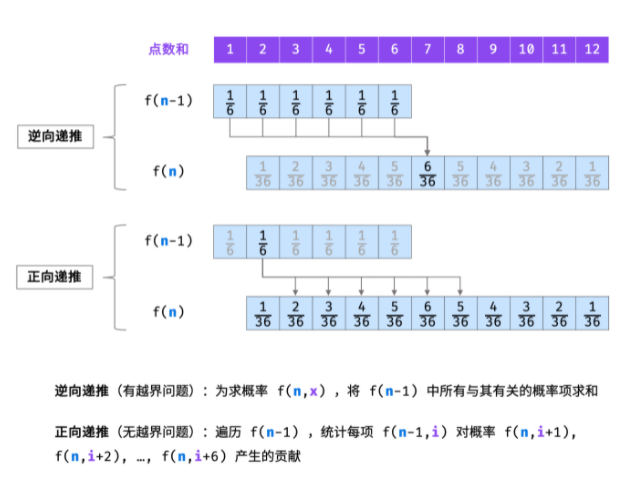 点数和 1 2 3 4 5 6 7 8 9 10 11 12
f(n-1) 1/6 1/6 1/6 1/6 1/6 1/6
逆向递推
f(n) 1/36 2/36 3/36 4/36 5/36 6/36 5/36 4/36 3/36 2/36 1/36
f(n-1) 1/6 1/6 1/6 1/6 1/6 1/6
正向递推
f(n) 1/36 2/36 3/36 4/36 5/36 6/36 5/36 4/36 3/36 2/36 1/36
逆向递推（有越界问题）：为求概率 f(n,x) ，将 f(n-1) 中所有与其有关的概率项求和
正向递推（无越界问题）：遍历 f(n-1) ，统计每项 f(n-1,i) 对概率 f(n,i+1),
f(n,i+2), …, f(n,i+6) 产生的贡献